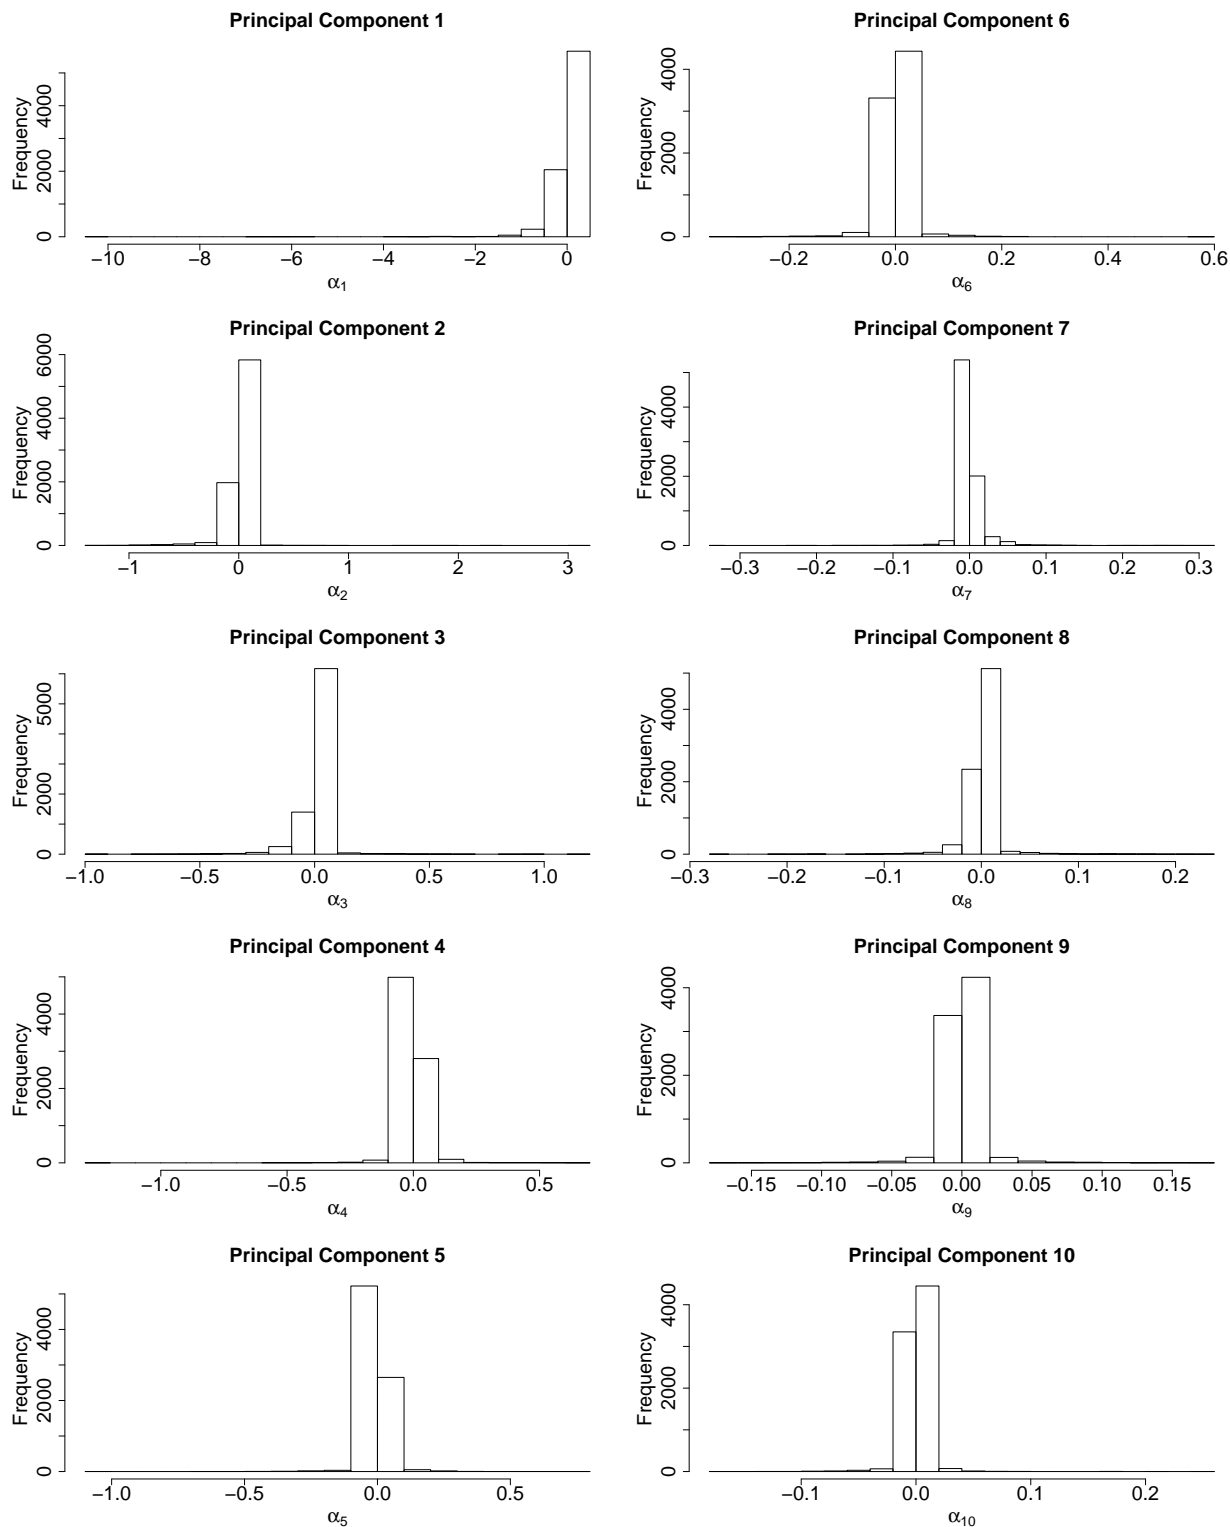 Principal Component 1
Frequency
0 2000 4000
−10 −8 −6 −4 −2 0
α1
Principal Component 2
Frequency
0 2000 4000 6000
−1 0 1 2 3
α2
Principal Component 3
Frequency
0 2000 5000
−1.0 −0.5 0.0 0.5 1.0
α3
Principal Component 4
Frequency
0 2000 4000
−1.0 −0.5 0.0 0.5
α4
Principal Component 5
Frequency
0 2000 4000
−1.0 −0.5 0.0 0.5
α5
Principal Component 6
Frequency
0 2000 4000
−0.2 0.0 0.2 0.4 0.6
α6
Principal Component 7
Frequency
0 2000 4000
−0.3 −0.2 −0.1 0.0 0.1 0.2 0.3
α7
Principal Component 8
Frequency
0 2000 4000
−0.3 −0.2 −0.1 0.0 0.1 0.2
α8
Principal Component 9
Frequency
0 2000 4000
−0.15 −0.10 −0.05 0.00 0.05 0.10 0.15
α9
Principal Component 10
Frequency
0 2000 4000
−0.1 0.0 0.1 0.2
α10